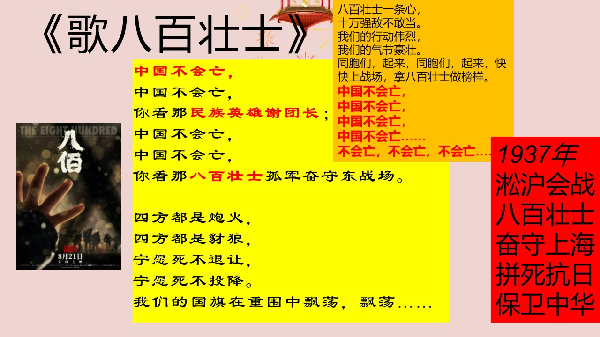 《歌八百壮士》
中国不会亡，
中国不会亡，
你看那民族英雄谢团长；
中国不会亡，
中国不会亡，
你看那八百壮士孤军奋守东战场。
四方都是炮火，
四方都是豺狼，
宁愿死不退让，
宁愿死不投降。
我们的国旗在重围中飘荡，飘荡……
八百壮士一条心，
十万强敌不敢当。
我们的行动伟烈，
我们的气节豪壮。
同胞们，起来，同胞们，起来，快
快上战场，拿八百壮士做榜样。
中国不会亡，
中国不会亡，
中国不会亡，
中国不会亡……
不会亡，不会亡，不会亡……
THE EIGHT HUNDRED
八佰
8月21日
1937年
淞沪会战
八百壮士
奋守上海
拼死抗日
保卫中华